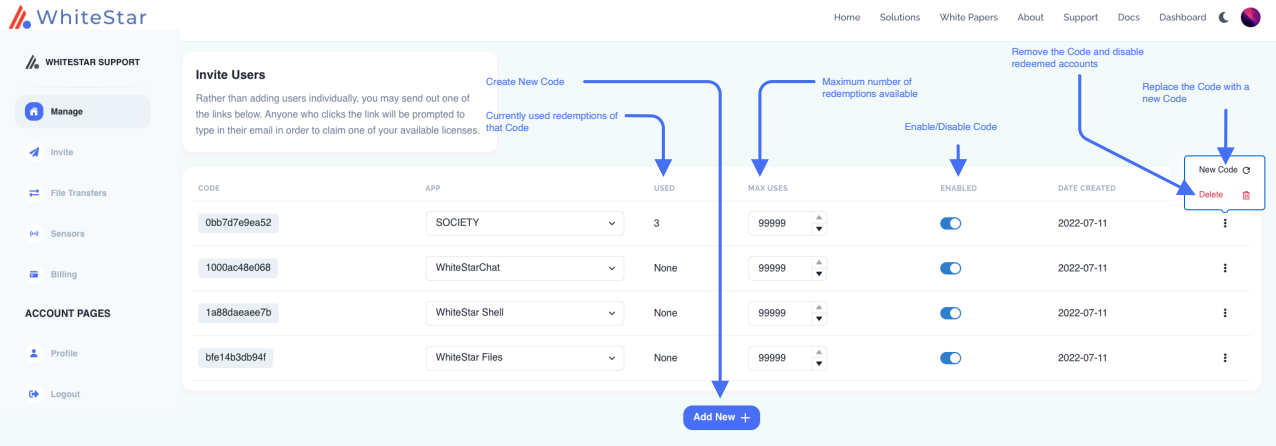 WhiteStar
Home Solutions White Papers About Support Docs Dashboard
WHITESTAR SUPPORT
Manage
Invite
File Transfers
Sensors
Billing
ACCOUNT PAGES
Profile
Logout
Invite Users
Rather than adding users individually, you may send out one of
the links below. Anyone who clicks the link will be prompted to
type in their email in order to claim one of your available licenses.
Create New Code
Currently used redemptions of
that Code
Maximum number of
redemptions available
Enable/Disable Code
Remove the Code and disable
redeemed accounts
Replace the Code with a
new Code
New Code
Delete
CODE APP USED MAX USES ENABLED DATE CREATED
0bb7d7e9ea52 SOCIETY 3 99999 2022-07-11
1000ac48e068 WhiteStarChat None 99999 2022-07-11
1a88daeaee7b WhiteStar Shell None 99999 2022-07-11
bfe14b3db94f WhiteStar Files None 99999 2022-07-11
Add New